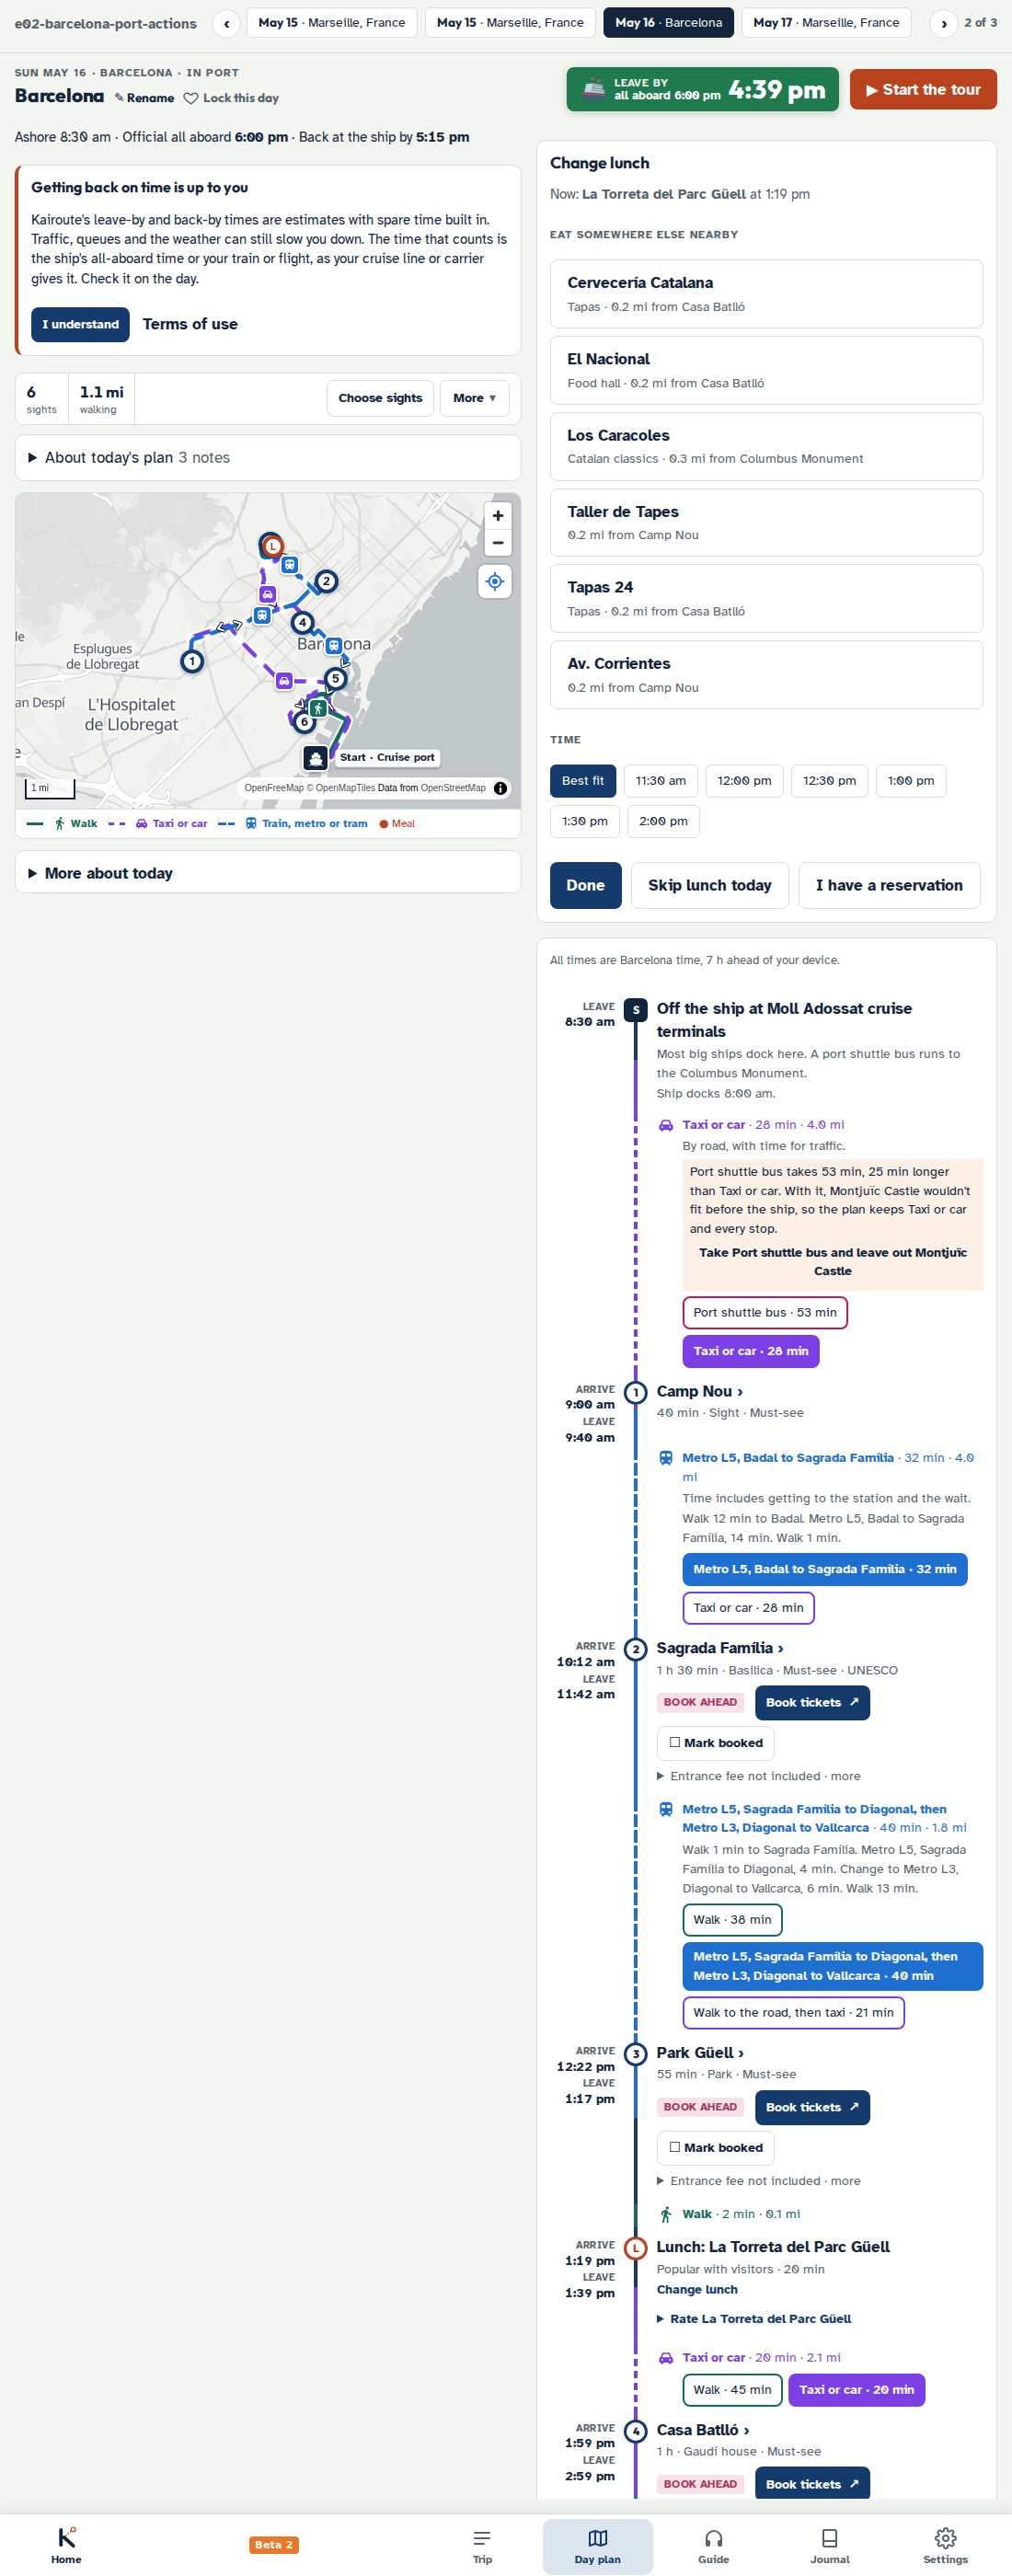 e02-barcelona-port-actions
‹
May 15 · Marseille, France
May 15 · Marseille, France
May 16 · Barcelona
May 17 · Marseille, France
›
2 of 3
SUN MAY 16 · BARCELONA · IN PORT
Barcelona
✎ Rename
Lock this day
LEAVE BY
all aboard 6:00 pm
4:39 pm
▶ Start the tour
Ashore 8:30 am · Official all aboard 6:00 pm · Back at the ship by 5:15 pm
Getting back on time is up to you
Kairoute's leave-by and back-by times are estimates with spare time built in.
Traffic, queues and the weather can still slow you down. The time that counts is
the ship's all-aboard time or your train or flight, as your cruise line or carrier
gives it. Check it on the day.
I understand
Terms of use
6
sights
1.1 mi
walking
Choose sights
More ▾
▶ About today's plan 3 notes
+
−
L
2
4
1
5
6
Barcelona
le
Esplugues
de Llobregat
an Despí
L'Hospitalet
de Llobregat
e
Start · Cruise port
1 mi
OpenFreeMap © OpenMapTiles Data from OpenStreetMap
Walk
Taxi or car
Train, metro or tram
Meal
▶ More about today
Change lunch
Now: La Torreta del Parc Güell at 1:19 pm
EAT SOMEWHERE ELSE NEARBY
Cervecería Catalana
Tapas · 0.2 mi from Casa Batlló
El Nacional
Food hall · 0.2 mi from Casa Batlló
Los Caracoles
Catalan classics · 0.3 mi from Columbus Monument
Taller de Tapes
0.2 mi from Camp Nou
Tapas 24
Tapas · 0.2 mi from Casa Batlló
Av. Corrientes
0.2 mi from Camp Nou
TIME
Best fit
11:30 am
12:00 pm
12:30 pm
1:00 pm
1:30 pm
2:00 pm
Done
Skip lunch today
I have a reservation
All times are Barcelona time, 7 h ahead of your device.
LEAVE
8:30 am
S
Off the ship at Moll Adossat cruise
terminals
Most big ships dock here. A port shuttle bus runs to
the Columbus Monument.
Ship docks 8:00 am.
Taxi or car · 28 min · 4.0 mi
By road, with time for traffic.
Port shuttle bus takes 53 min, 25 min longer
than Taxi or car. With it, Montjuïc Castle wouldn't
fit before the ship, so the plan keeps Taxi or car
and every stop.
Take Port shuttle bus and leave out Montjuïc
Castle
Port shuttle bus · 53 min
Taxi or car · 28 min
ARRIVE
9:00 am
LEAVE
9:40 am
1
Camp Nou ›
40 min · Sight · Must-see
Metro L5, Badal to Sagrada Família · 32 min · 4.0
mi
Time includes getting to the station and the wait.
Walk 12 min to Badal. Metro L5, Badal to Sagrada
Família, 14 min. Walk 1 min.
Metro L5, Badal to Sagrada Família · 32 min
Taxi or car · 28 min
ARRIVE
10:12 am
LEAVE
11:42 am
2
Sagrada Família ›
1 h 30 min · Basilica · Must-see · UNESCO
BOOK AHEAD
Book tickets ↗
☐ Mark booked
▶ Entrance fee not included · more
Metro L5, Sagrada Família to Diagonal, then
Metro L3, Diagonal to Vallcarca · 40 min · 1.8 mi
Walk 1 min to Sagrada Família. Metro L5, Sagrada
Família to Diagonal, 4 min. Change to Metro L3,
Diagonal to Vallcarca, 6 min. Walk 13 min.
Walk · 38 min
Metro L5, Sagrada Família to Diagonal, then
Metro L3, Diagonal to Vallcarca · 40 min
Walk to the road, then taxi · 21 min
ARRIVE
12:22 pm
LEAVE
1:17 pm
3
Park Güell ›
55 min · Park · Must-see
BOOK AHEAD
Book tickets ↗
☐ Mark booked
▶ Entrance fee not included · more
Walk · 2 min · 0.1 mi
ARRIVE
1:19 pm
LEAVE
1:39 pm
L
Lunch: La Torreta del Parc Güell
Popular with visitors · 20 min
Change lunch
▶ Rate La Torreta del Parc Güell
Taxi or car · 20 min · 2.1 mi
Walk · 45 min
Taxi or car · 20 min
ARRIVE
1:59 pm
LEAVE
2:59 pm
4
Casa Batlló ›
1 h · Gaudí house · Must-see
BOOK AHEAD
Book tickets ↗
Home
Beta 2
Trip
Day plan
Guide
Journal
Settings